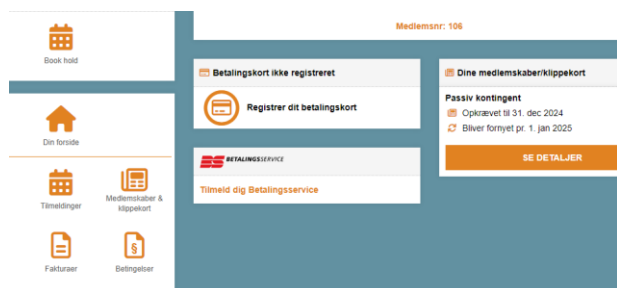 Medlemsnr: 106
Book hold
Din forside
Tilmeldinger
Medlemskaber &
klippekort
Fakturaer
§
Betingelser
Betalingskort ikke registreret
Registrer dit betalingskort
BETALINGSSERVICE
Tilmeld dig Betalingsservice
Dine medlemskaber/klippekort
Passiv kontingent
Opkrævet til 31. dec 2024
Bliver fornyet pr. 1. jan 2025
SE DETALJER